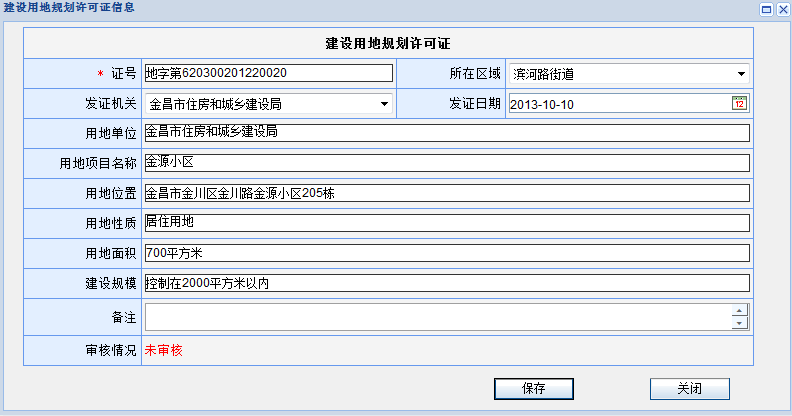 建设用地规划许可证信息
建设用地规划许可证
* 证号 地字第620300201220020 所在区域 滨河路街道
发证机关 金昌市住房和城乡建设局 发证日期 2013-10-10 12
用地单位 金昌市住房和城乡建设局
用地项目名称 金源小区
用地位置 金昌市金川区金川路金源小区205栋
用地性质 居住用地
用地面积 700平方米
建设规模 控制在2000平方米以内
备注
审核情况 未审核
保存 关闭